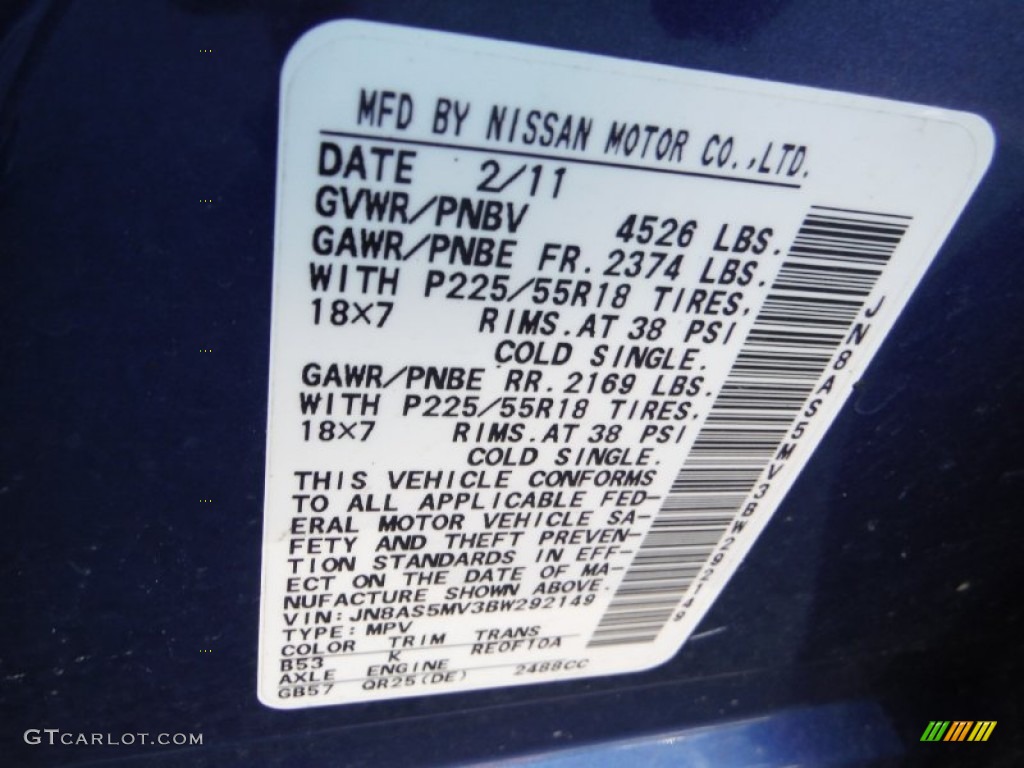 MFD BY NISSAN MOTOR CO.,LTD.
DATE 2/11
GVWR/PNBV 4526 LBS.
GAWR/PNBE FR. 2374 LBS.
WITH P225/55R18 TIRES,
18×7 RIMS. AT 38 PSI
COLD SINGLE.
GAWR/PNBE RR. 2169 LBS.
WITH P225/55R18 TIRES,
18×7 RIMS. AT 38 PSI
COLD SINGLE.
THIS VEHICLE CONFORMS
TO ALL APPLICABLE FED-
ERAL MOTOR VEHICLE SA-
FETY AND THEFT PREVEN-
TION STANDARDS IN EFF-
ECT ON THE DATE OF MA-
NUFACTURE SHOWN ABOVE.
VIN: JN8AS5MV3BW292149
TYPE: MPV
COLOR TRIM TRANS
B53 K RE0F10A
AXLE ENGINE
GB57 QR25(DE) 2488CC
JN8AS5MV3BW292149
GTCARLOT.COM